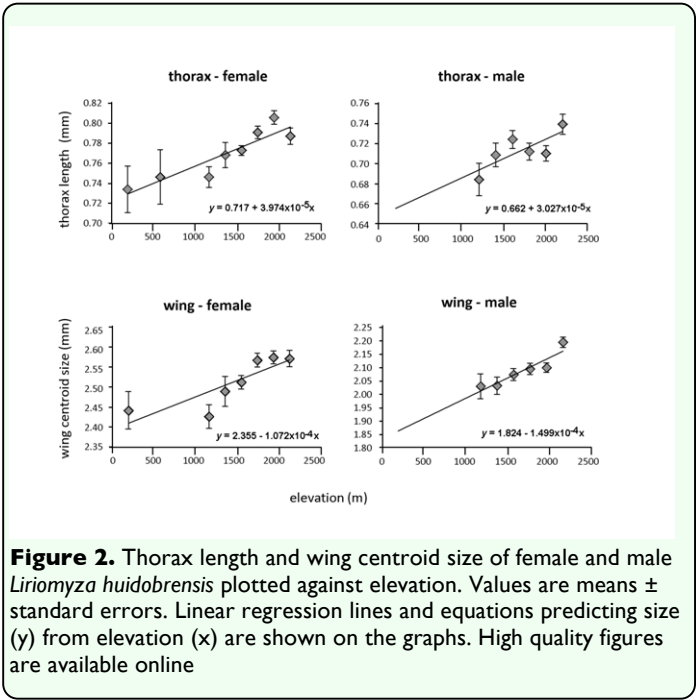 thorax - female
thorax - male
thorax length (mm)
0.82
0.80
0.78
0.76
0.74
0.72
0.70
0 500 1000 1500 2000 2500
y = 0.717 + 3.974x10-5x
0.76
0.74
0.72
0.70
0.68
0.66
0.64
0 500 1000 1500 2000 2500
y = 0.662 + 3.027x10-5x
wing - female
wing - male
wing centroid size (mm)
2.65
2.60
2.55
2.50
2.45
2.40
2.35
0 500 1000 1500 2000 2500
y = 2.355 - 1.072x10-4x
2.25
2.20
2.15
2.10
2.05
2.00
1.95
1.90
1.85
1.80
0 500 1000 1500 2000 2500
y = 1.824 - 1.499x10-4x
elevation (m)
Figure 2. Thorax length and wing centroid size of female and male
Liriomyza huidobrensis plotted against elevation. Values are means ±
standard errors. Linear regression lines and equations predicting size
(y) from elevation (x) are shown on the graphs. High quality figures
are available online